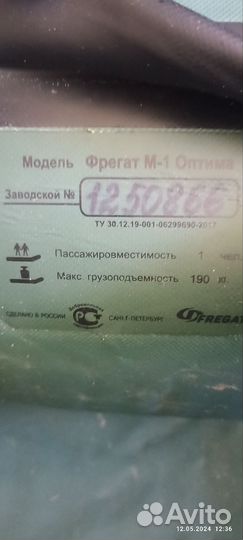 Модель Фрегат М-1 Оптима
Заводской № 1250866
ТУ 30.12.19-001-06299690-2017
Пассажировместимость 1 чел.
Макс грузоподъемность 190 кг.
СДЕЛАНО В РОССИИ САНКТ-ПЕТЕРБУРГ FREGAT
Avito
12.05.2024 12:36